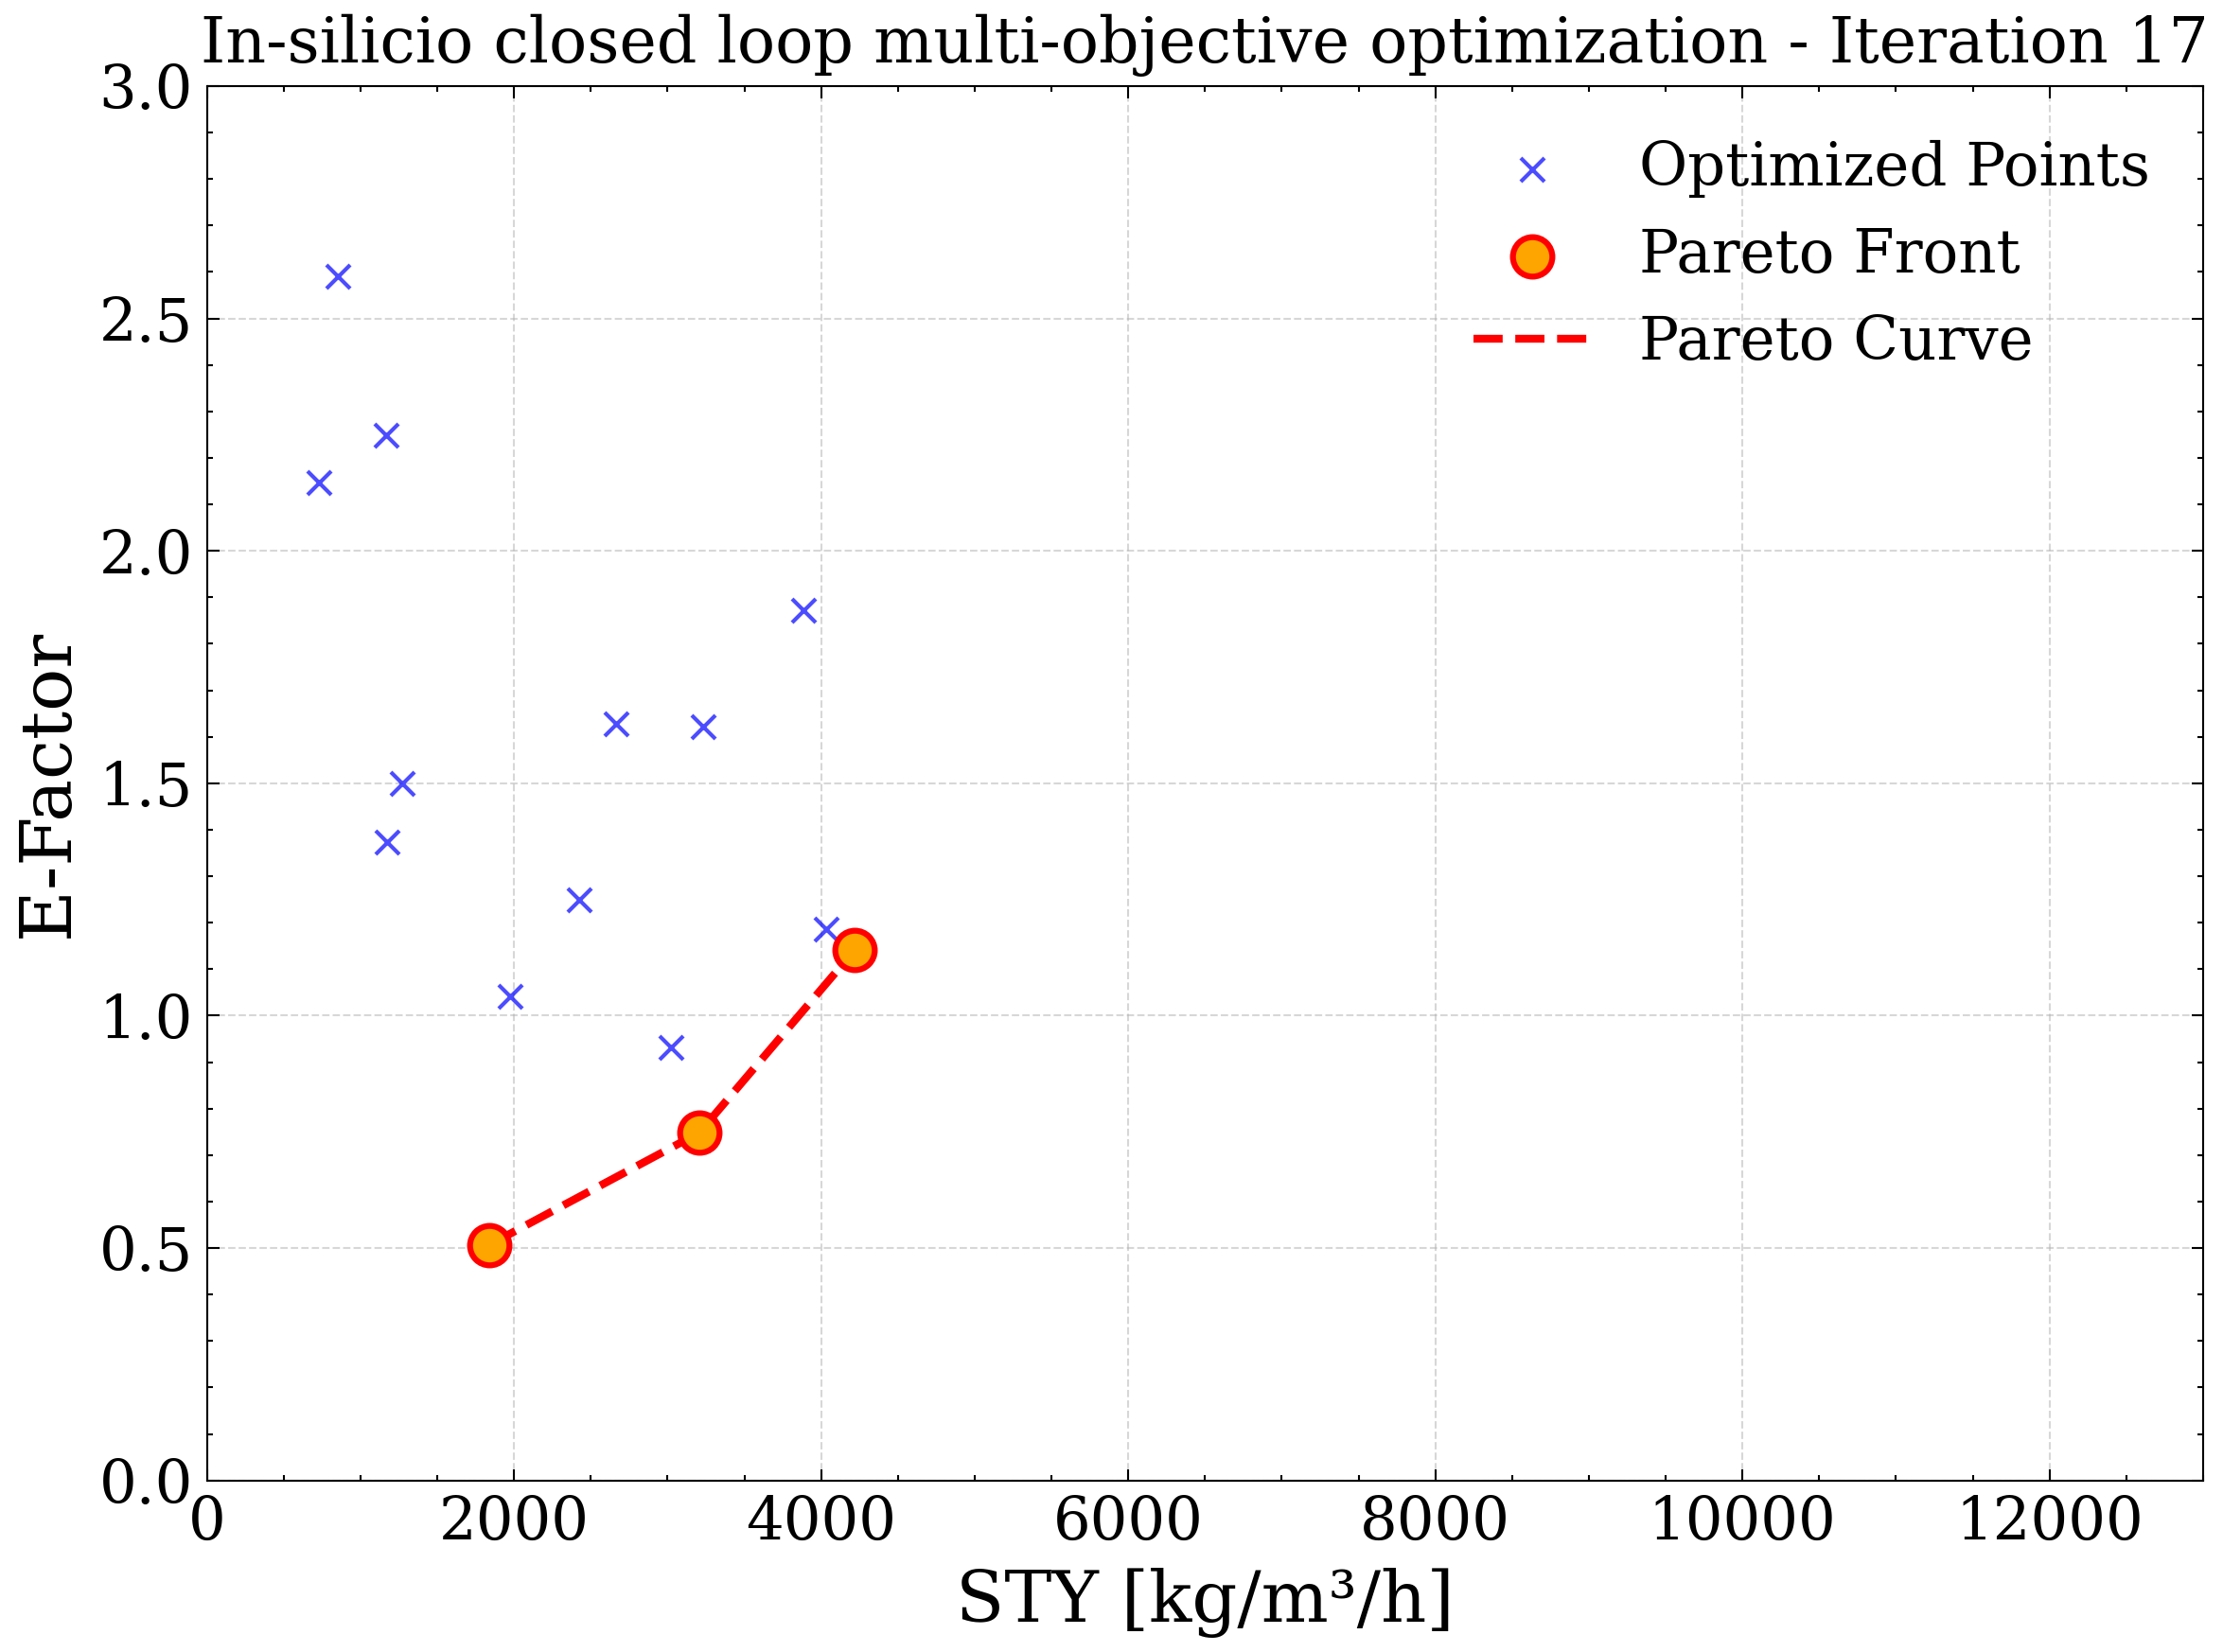 In-silicio closed loop multi-objective optimization - Iteration 17
Optimized Points
Pareto Front
Pareto Curve
E-Factor
3.0
2.5
2.0
1.5
1.0
0.5
0.0
0 2000 4000 6000 8000 10000 12000
STY [kg/m³/h]